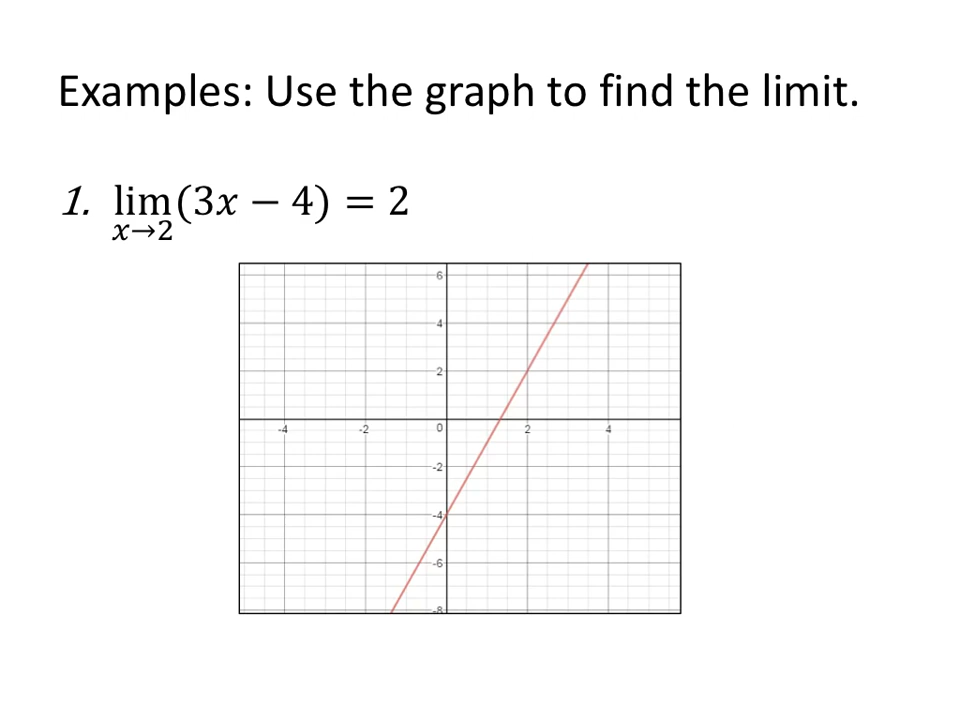 Examples: Use the graph to find the limit.
1. lim(3x − 4) = 2
x→2
6
4
2
-4 -2 0 2 4
-2
-4
-6
-8